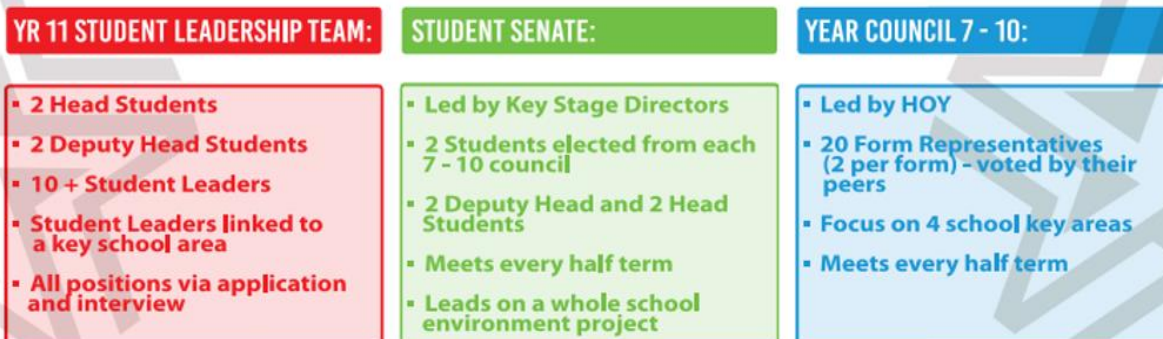 YR 11 STUDENT LEADERSHIP TEAM:
▪ 2 Head Students
▪ 2 Deputy Head Students
▪ 10 + Student Leaders
▪ Student Leaders linked to
a key school area
▪ All positions via application
and interview
STUDENT SENATE:
▪ Led by Key Stage Directors
▪ 2 Students elected from each
7 - 10 council
▪ 2 Deputy Head and 2 Head
Students
▪ Meets every half term
▪ Leads on a whole school
environment project
YEAR COUNCIL 7 - 10:
▪ Led by HOY
▪ 20 Form Representatives
(2 per form) – voted by their
peers
▪ Focus on 4 school key areas
▪ Meets every half term